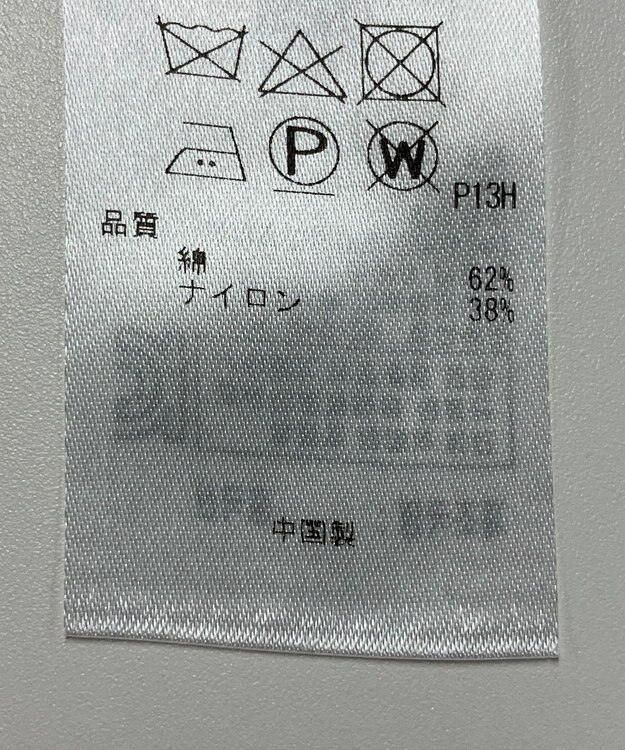 P W
P13H
品質
綿 62%
ナイロン 38%
中国製